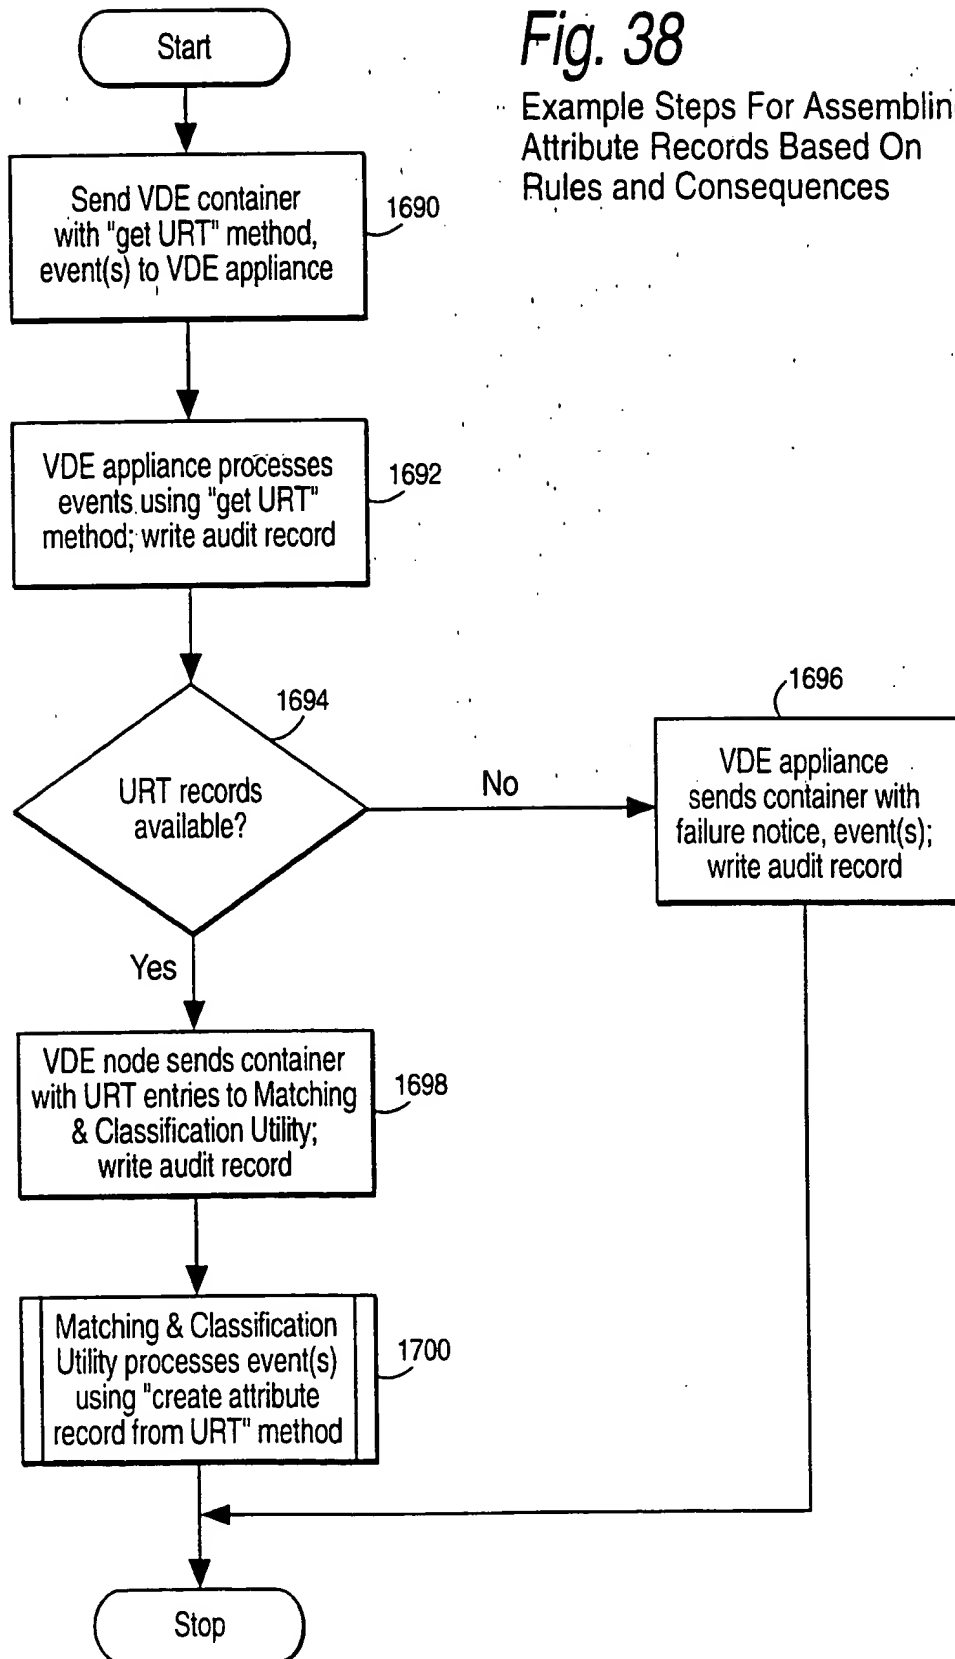 Start
Fig. 38
Example Steps For Assemblin
Attribute Records Based On
Rules and Consequences
Send VDE container
with "get URT" method,
event(s) to VDE appliance
1690
VDE appliance processes
events using "get URT"
method; write audit record
1692
URT records
available?
1694
No
VDE appliance
sends container with
failure notice, event(s);
write audit record
1696
Yes
VDE node sends container
with URT entries to Matching
& Classification Utility;
write audit record
1698
Matching & Classification
Utility processes event(s)
using "create attribute
record from URT" method
1700
Stop